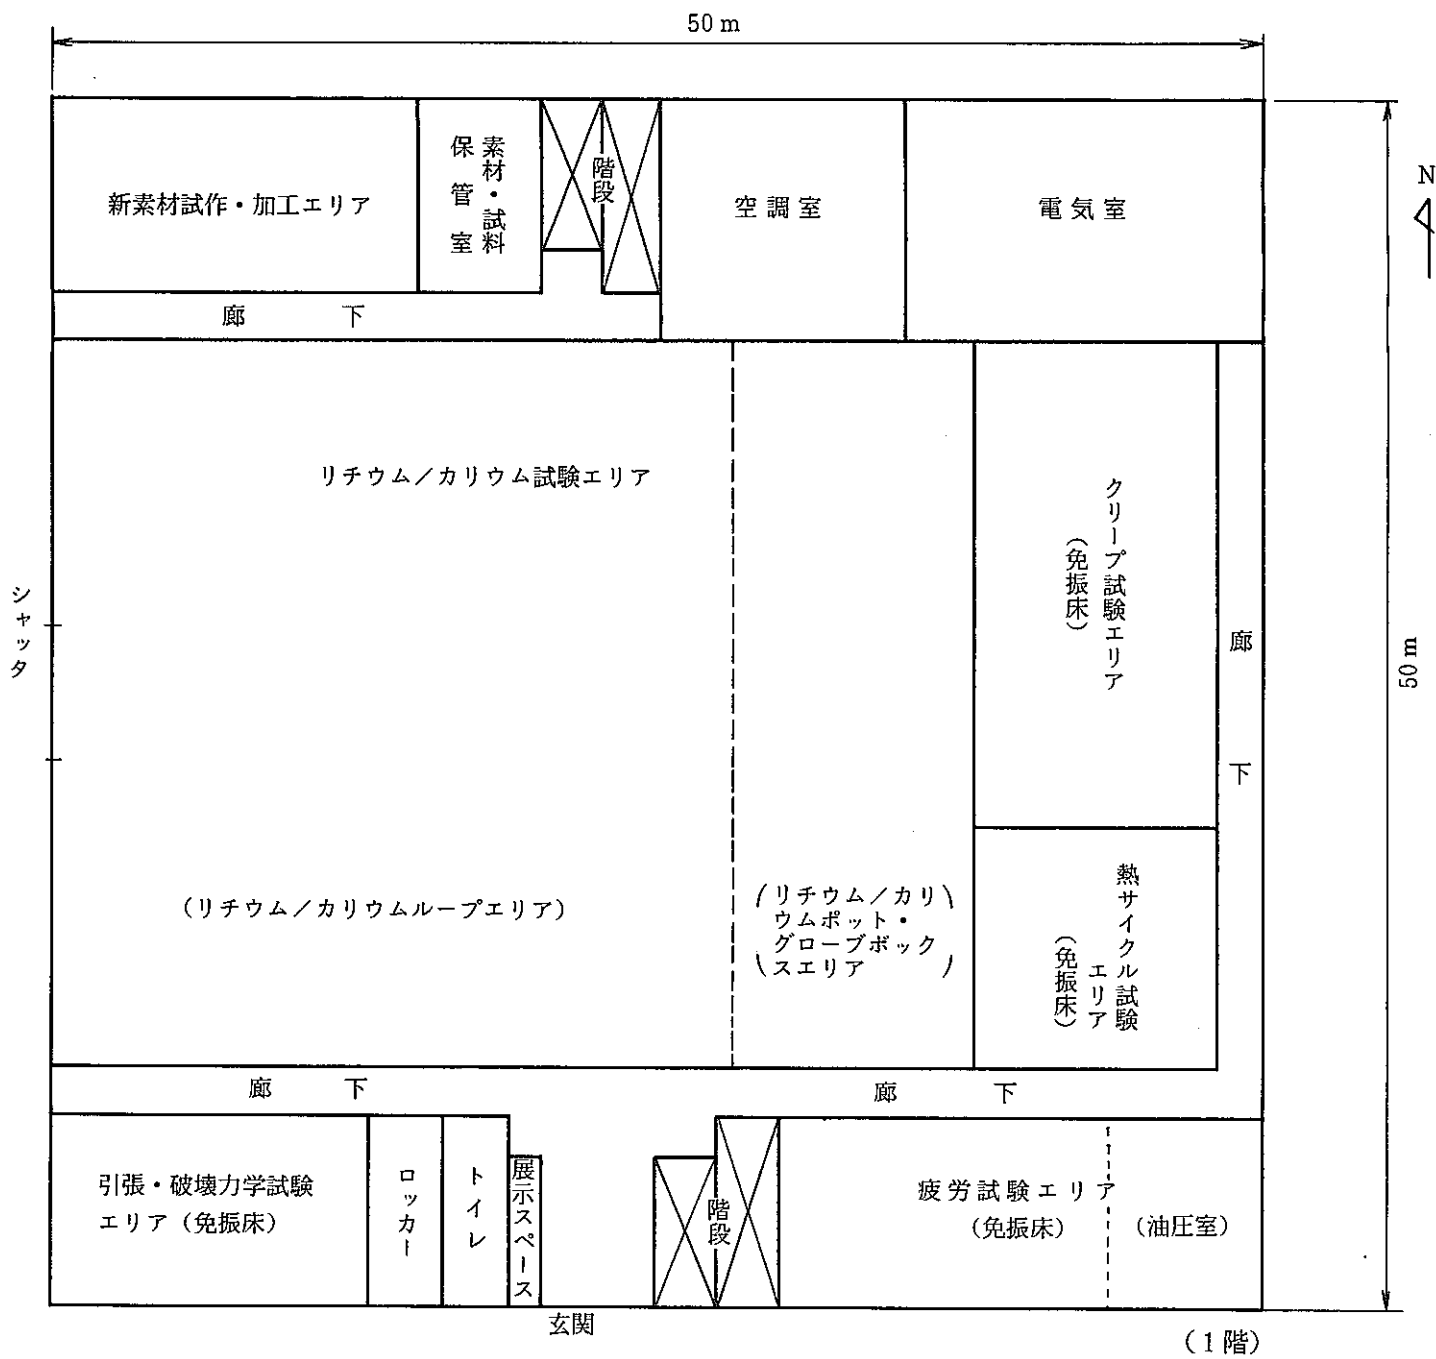 50 m
新素材試作・加工エリア
素材・試料
保管室
階段
空調室
電気室
N
廊下
リチウム／カリウム試験エリア
クリープ試験エリア
（免振床）
シャッタ
廊下
50 m
（リチウム／カリウムループエリア）
（リチウム／カリ
ウムポット・
グローブボック
スエリア）
熱サイクル試験
エリア
（免振床）
廊下
廊下
引張・破壊力学試験
エリア（免振床）
ロッカー
トイレ
展示スペース
階段
疲労試験エリア
（免振床）
（油圧室）
玄関
（1階）